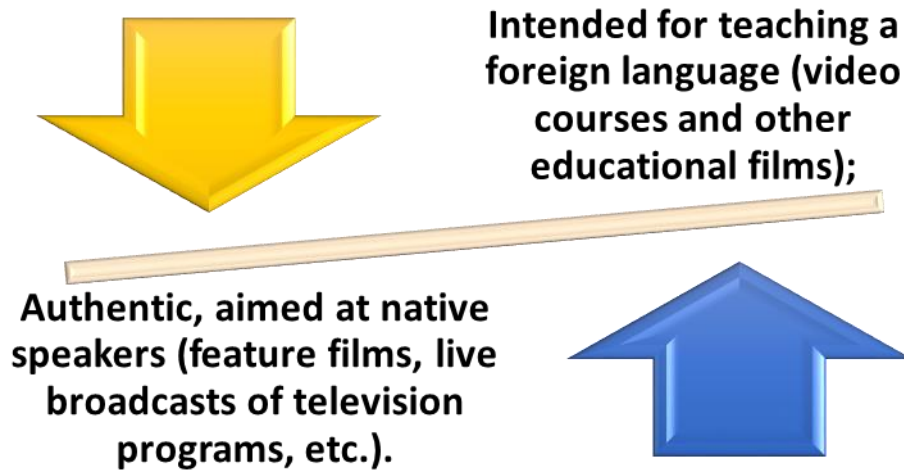 Intended for teaching a
foreign language (video
courses and other
educational films);
Authentic, aimed at native
speakers (feature films, live
broadcasts of television
programs, etc.).